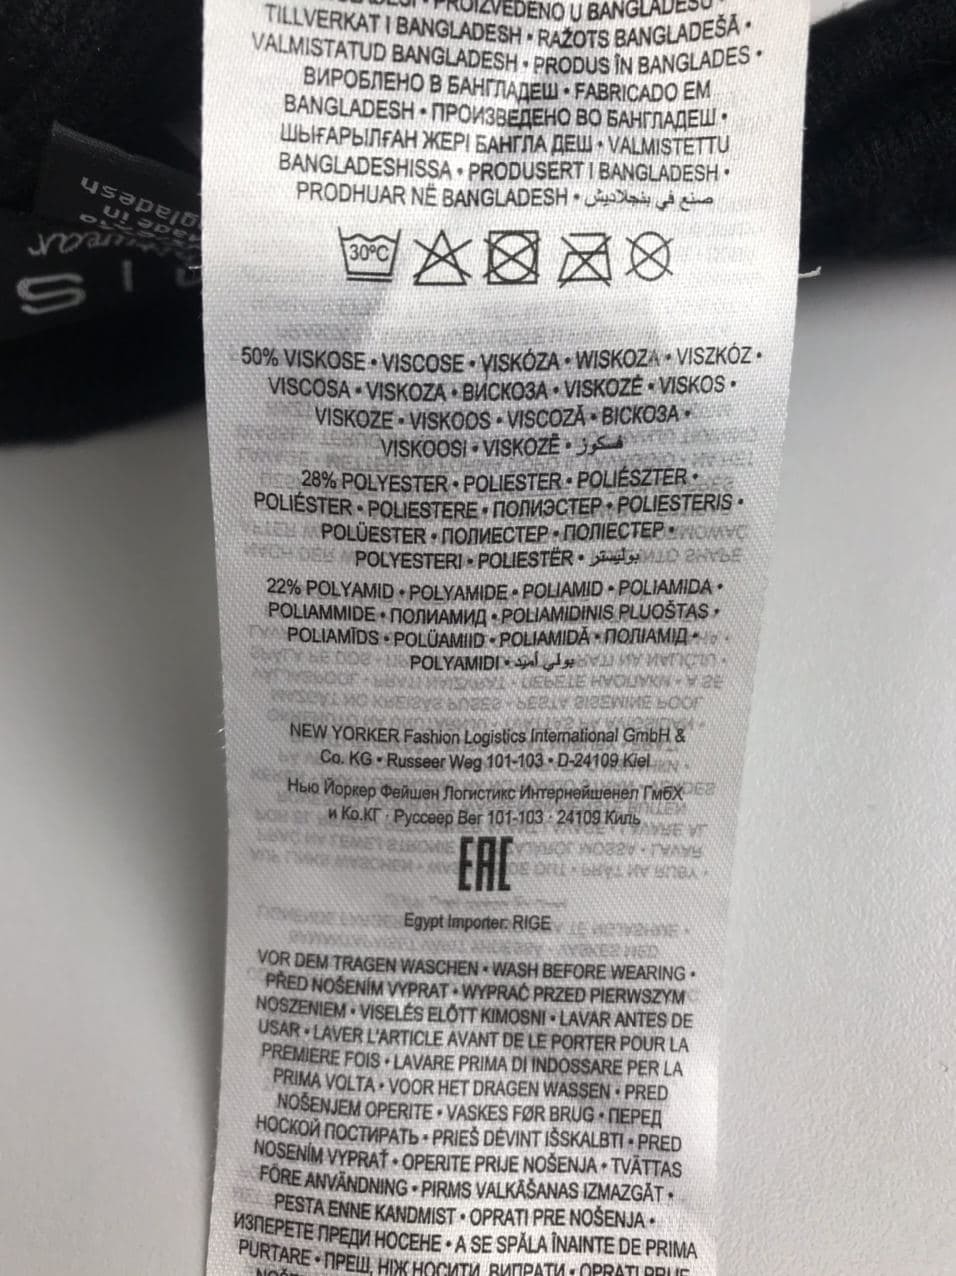 PROIZVEDENO U BANGLADEŠU •
TILLVERKAT I BANGLADESH • RAŽOTS BANGLADEŠĀ •
VALMISTATUD BANGLADESH • PRODUS ÎN BANGLADES •
ВИРОБЛЕНО В БАНГЛАДЕШ • FABRICADO EM
BANGLADESH • ПРОИЗВЕДЕНО ВО БАНГЛАДЕШ •
ШЫҒАРЫЛҒАН ЖЕРІ БАНГЛА ДЕШ • VALMISTETTU
BANGLADESHISSA • PRODUSERT I BANGLADESH •
PRODHUAR NË BANGLADESH • صنع في بنجلاديش
30°C
50% VISKOSE • VISCOSE • VISKÓZA • WISKOZA • VISZKÓZ •
VISCOSA • VISKOZA • ВИСКОЗА • VISKOZĖ • VISKOS •
VISKOZE • VISKOOS • VISCOZĂ • ВІСКОЗА •
VISKOOSI • VISKOZË • فسكوز
28% POLYESTER • POLIESTER • POLIÉSZTER •
POLIÉSTER • POLIESTERE • ПОЛИЭСТЕР • POLIESTERIS •
POLÜESTER • ПОЛИЕСТЕР • ПОЛІЕСТЕР •
POLYESTERI • POLIESTËR • بوليستر
22% POLYAMID • POLYAMIDE • POLIAMID • POLIAMIDA •
POLIAMMIDE • ПОЛИАМИД • POLIAMIDINIS PLUOŠTAS •
POLIAMĪDS • POLÜAMIID • POLIAMIDĂ • ПОЛІАМІД •
POLYAMIDI • بولي أميد
NEW YORKER Fashion Logistics International GmbH &
Co. KG • Russeer Weg 101-103 • D-24109 Kiel
Нью Йоркер Фейшен Логистикс Интернейшенел ГмбХ
и Ко.КГ · Руссеер Вег 101-103 · 24109 Киль
EAC
Egypt Importer: RIGE
VOR DEM TRAGEN WASCHEN • WASH BEFORE WEARING •
PŘED NOŠENÍM VYPRAT • WYPRAĆ PRZED PIERWSZYM
NOSZENIEM • VISELÉS ELŐTT KIMOSNI • LAVAR ANTES DE
USAR • LAVER L'ARTICLE AVANT DE LE PORTER POUR LA
PREMIERE FOIS • LAVARE PRIMA DI INDOSSARE PER LA
PRIMA VOLTA • VOOR HET DRAGEN WASSEN • PRED
NOŠENJEM OPERITE • VASKES FØR BRUG • ПЕРЕД
НОСКОЙ ПОСТИРАТЬ • PRIEŠ DĖVINT IŠSKALBTI • PRED
NOSENÍM VYPRAŤ • OPERITE PRIJE NOŠENJA • TVÄTTAS
FÖRE ANVÄNDNING • PIRMS VALKĀŠANAS IZMAZGĀT •
PESTA ENNE KANDMIST • OPRATI PRE NOŠENJA •
ИЗПЕРЕТЕ ПРЕДИ НОСЕНЕ • A SE SPĂLA ÎNAINTE DE PRIMA
PURTARE • ПРЕШ, НІЖ НОСИТИ, ВИПРАТИ • OPRATI PRIJE